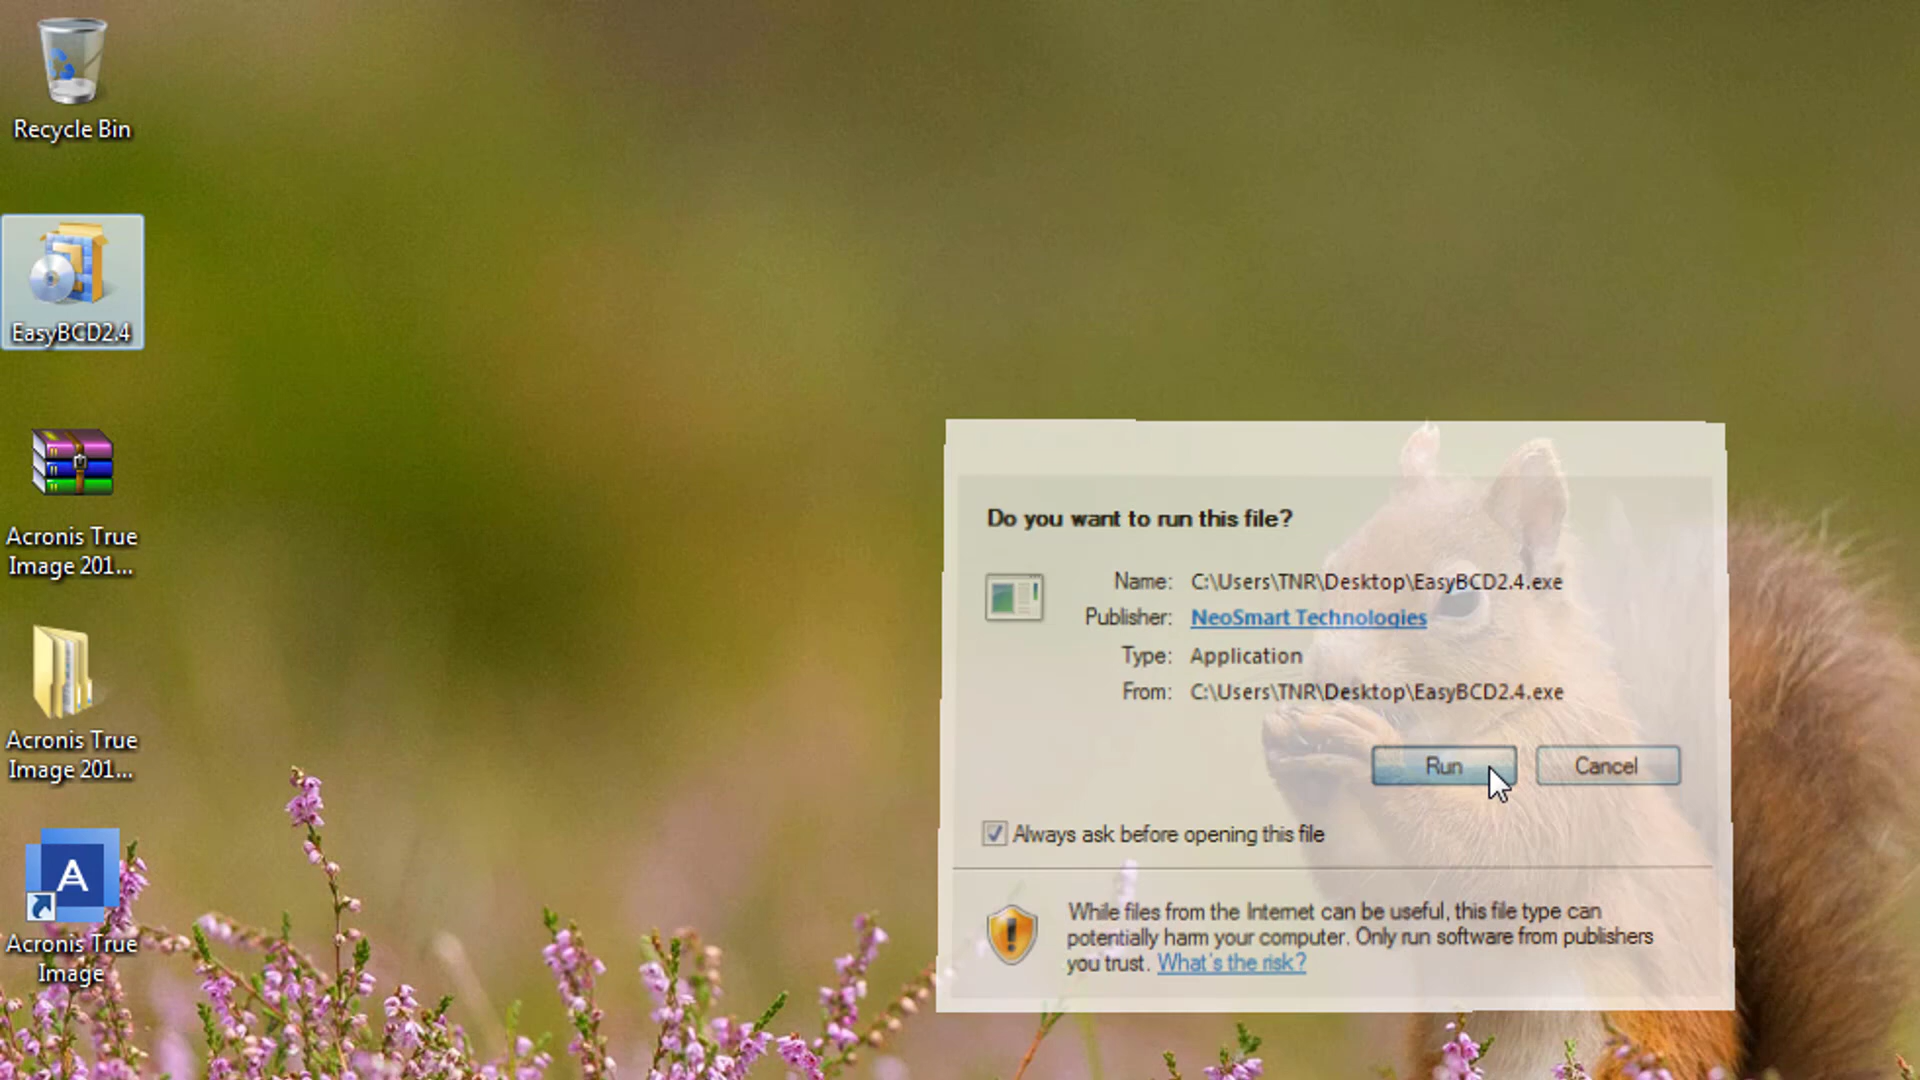 Recycle Bin
EasyBCD2.4
Acronis True
Image 201...
Acronis True
Image 201...
A
Acronis True
Image
Do you want to run this file?
Name: C:\Users\TNR\Desktop\EasyBCD2.4.exe
Publisher: NeoSmart Technologies
Type: Application
From: C:\Users\TNR\Desktop\EasyBCD2.4.exe
Run Cancel
Always ask before opening this file
While files from the Internet can be useful, this file type can
potentially harm your computer. Only run software from publishers
you trust. What's the risk?